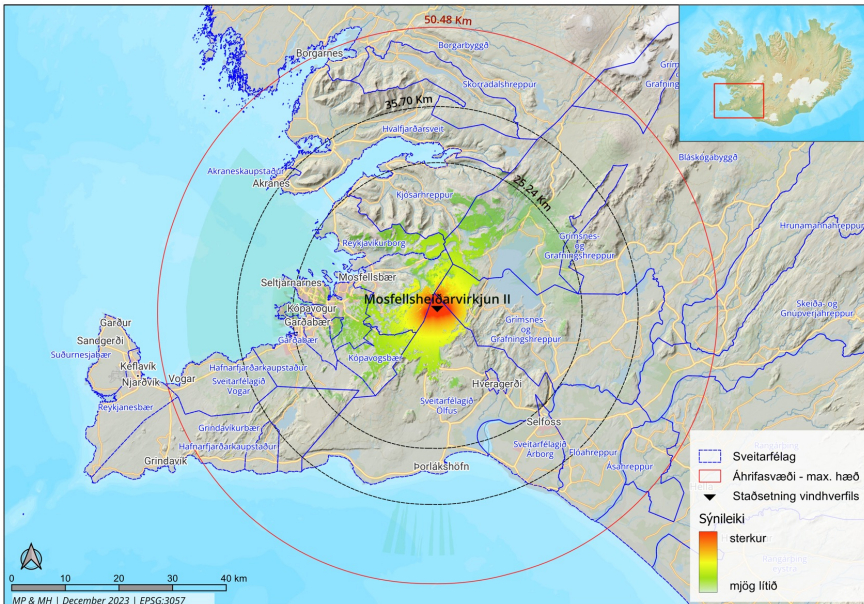 50.48 Km
Borgarnes
Borgarbyggð
Skorradalshreppur
Grímsnes-
og
Grafningshreppur
35.70 Km
Hvalfjarðarsveit
Akraneskaupstaður
Akranes
Kjósarhreppur
25.24 Km
Bláskógabyggð
Hrunamannahreppur
Reykjavíkurborg
Grímsnes-
og
Grafningshreppur
Seltjarnarnes
Mosfellsbær
Mosfellsheiðarvirkjun II
Kópavogur
Garðabær
Garðabær
Skeiða- og
Gnúpverjahreppur
Grímsnes-
og
Grafningshreppur
Garður
Sandgerði
Suðurnesjabær
Keflavík
Njarðvík
Vogar
Hafnarfjarðarkaupstaður
Sveitarfélagið
Vogar
Kópavogsbær
Hveragerði
Sveitarfélagið
Ölfus
Reykjanesbær
Grindavíkurbær
Hafnarfjarðarkaupstaður
Grindavík
Selfoss
Sveitarfélagið
Árborg
Flóahreppur
Ásahreppur
Þorlákshöfn
Sveitarfélag
Áhrifasvæði - max. hæð
Staðsetning vindhverfils
Sýnileiki
sterkur
mjög lítið
0 10 20 30 40 km
MP & MH | December 2023 | EPSG:3057